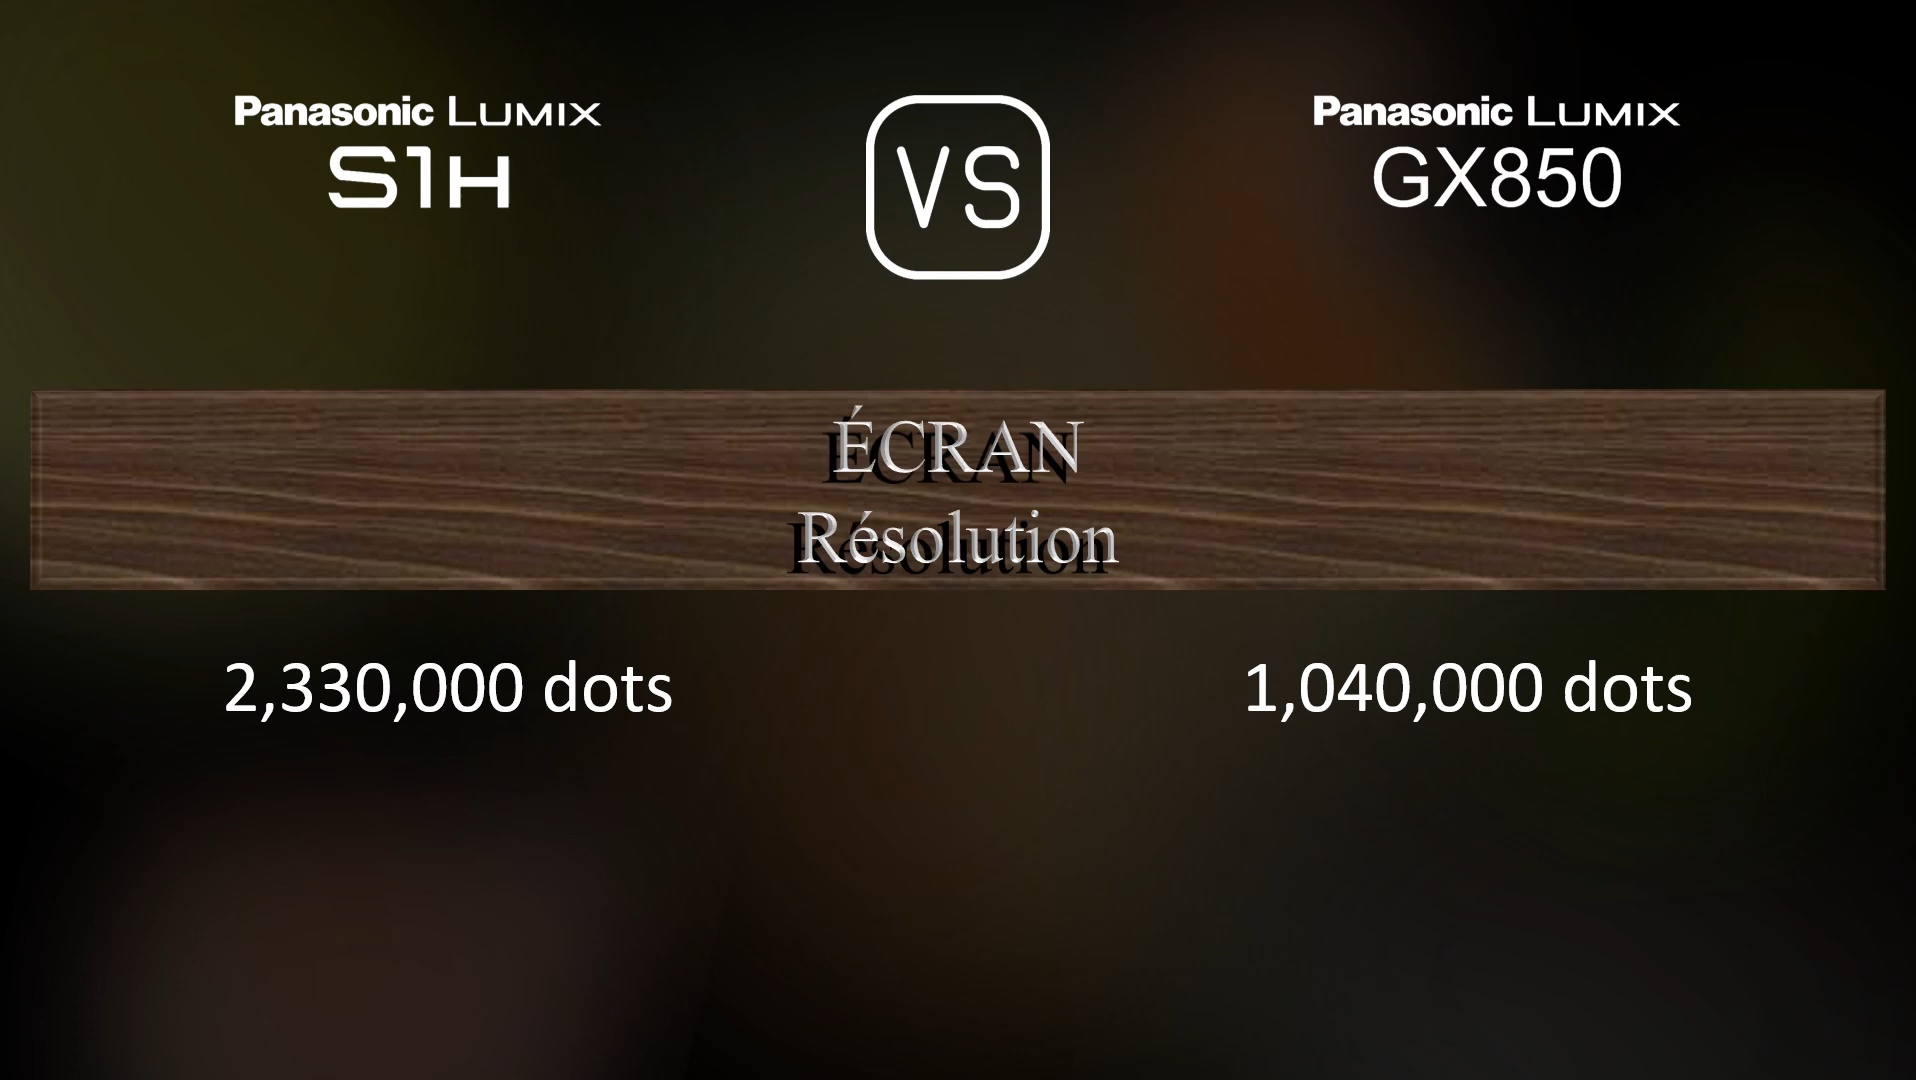 Panasonic LUMIX
S1H
VS
Panasonic LUMIX
GX850
ÉCRAN
Résolution
2,330,000 dots
1,040,000 dots